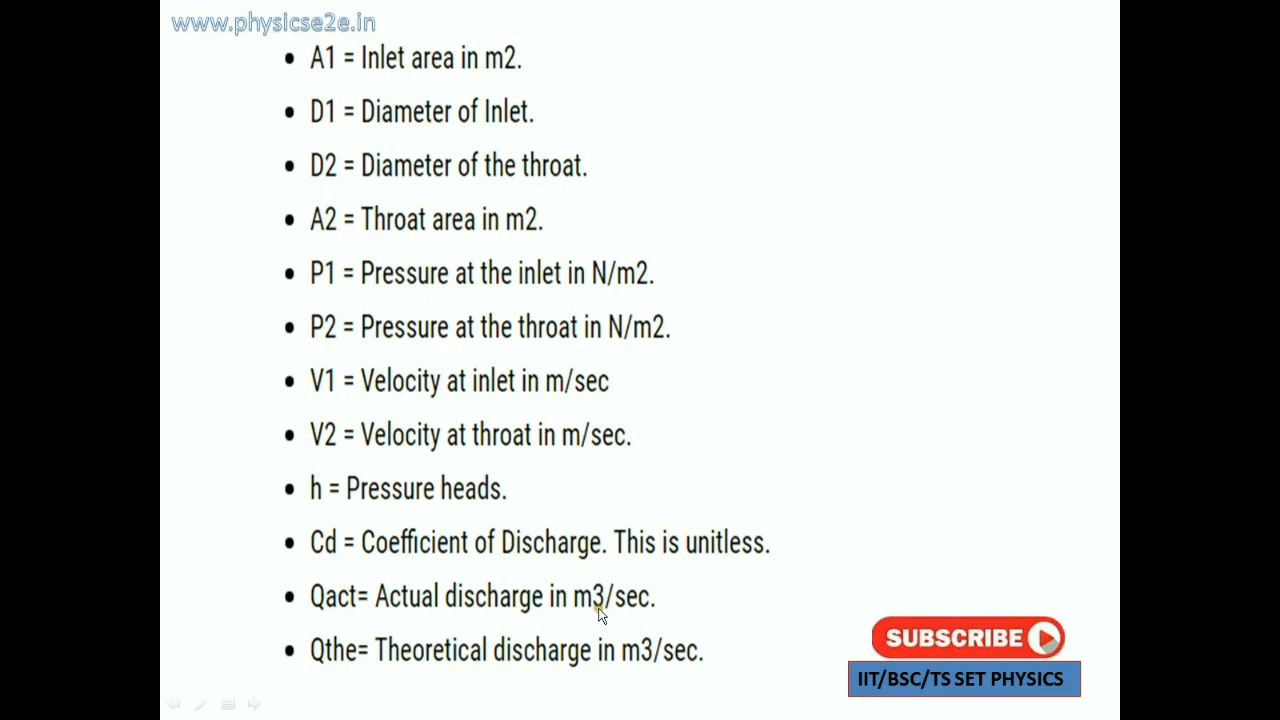 www.physicse2e.in
• A1 = Inlet area in m2.
• D1 = Diameter of Inlet.
• D2 = Diameter of the throat.
• A2 = Throat area in m2.
• P1 = Pressure at the inlet in N/m2.
• P2 = Pressure at the throat in N/m2.
• V1 = Velocity at inlet in m/sec
• V2 = Velocity at throat in m/sec.
• h = Pressure heads.
• Cd = Coefficient of Discharge. This is unitless.
• Qact= Actual discharge in m3/sec.
• Qthe= Theoretical discharge in m3/sec.
SUBSCRIBE
IIT/BSC/TS SET PHYSICS